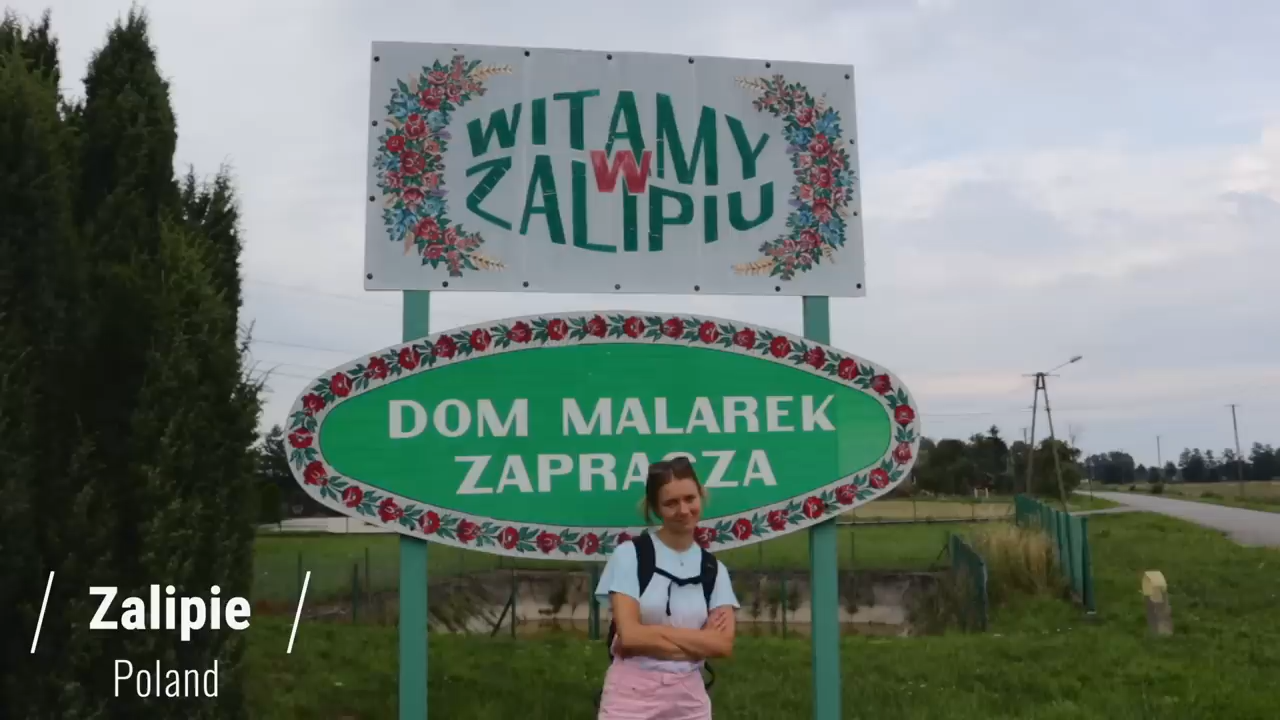 WITAMY
W
ZALIPIU
DOM MALAREK
ZAPRASZA
Zalipie
Poland